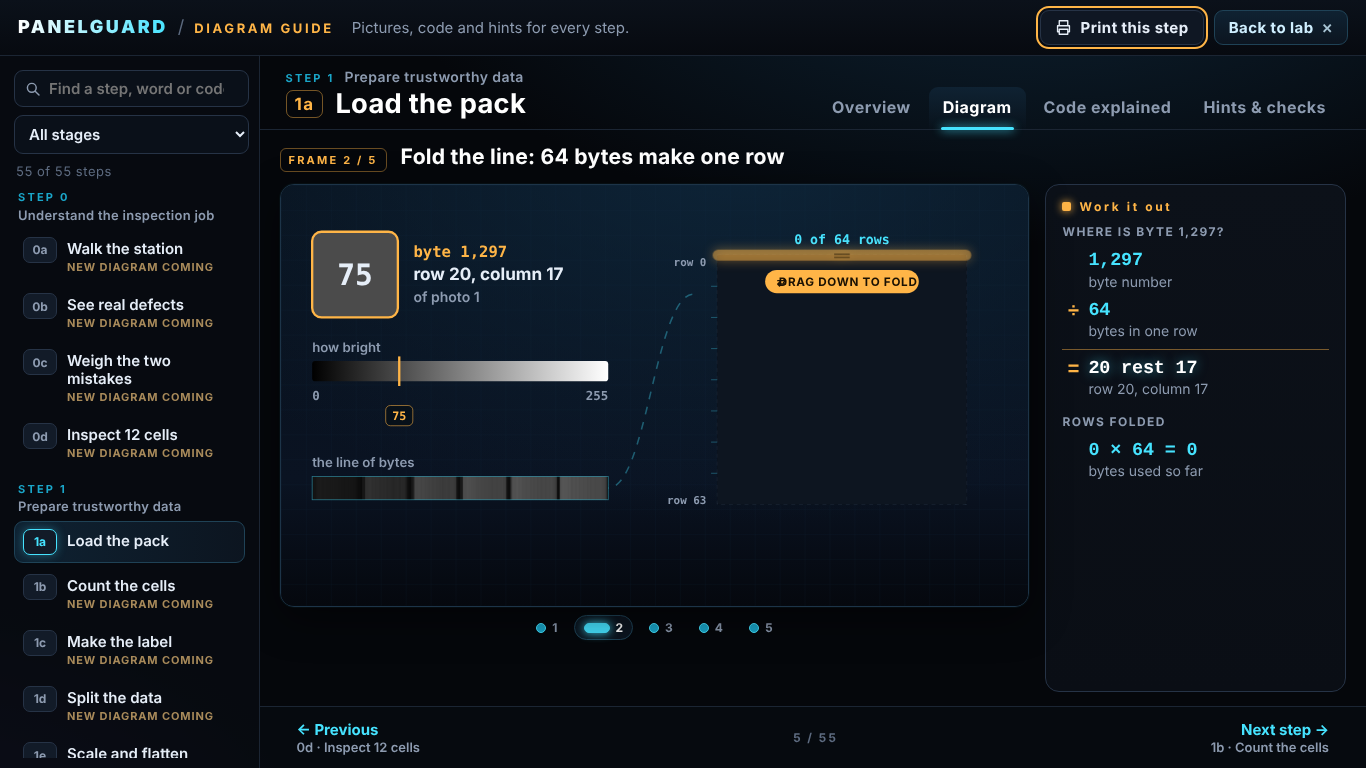 PANELGUARD / DIAGRAM GUIDE Pictures, code and hints for every step.
Print this step
Back to lab ×
Find a step, word or cod
All stages
55 of 55 steps
STEP 0
Understand the inspection job
0a Walk the station
NEW DIAGRAM COMING
0b See real defects
NEW DIAGRAM COMING
0c Weigh the two
mistakes
NEW DIAGRAM COMING
0d Inspect 12 cells
NEW DIAGRAM COMING
STEP 1
Prepare trustworthy data
1a Load the pack
1b Count the cells
NEW DIAGRAM COMING
1c Make the label
NEW DIAGRAM COMING
1d Split the data
NEW DIAGRAM COMING
1e Scale and flatten
STEP 1 Prepare trustworthy data
1a Load the pack
Overview
Diagram
Code explained
Hints & checks
FRAME 2 / 5 Fold the line: 64 bytes make one row
75
byte 1,297
row 20, column 17
of photo 1
how bright
0 255
75
the line of bytes
0 of 64 rows
row 0
DRAG DOWN TO FOLD
row 63
1 2 3 4 5
Work it out
WHERE IS BYTE 1,297?
1,297
byte number
÷ 64
bytes in one row
= 20 rest 17
row 20, column 17
ROWS FOLDED
0 × 64 = 0
bytes used so far
← Previous
0d · Inspect 12 cells
5 / 55
Next step →
1b · Count the cells